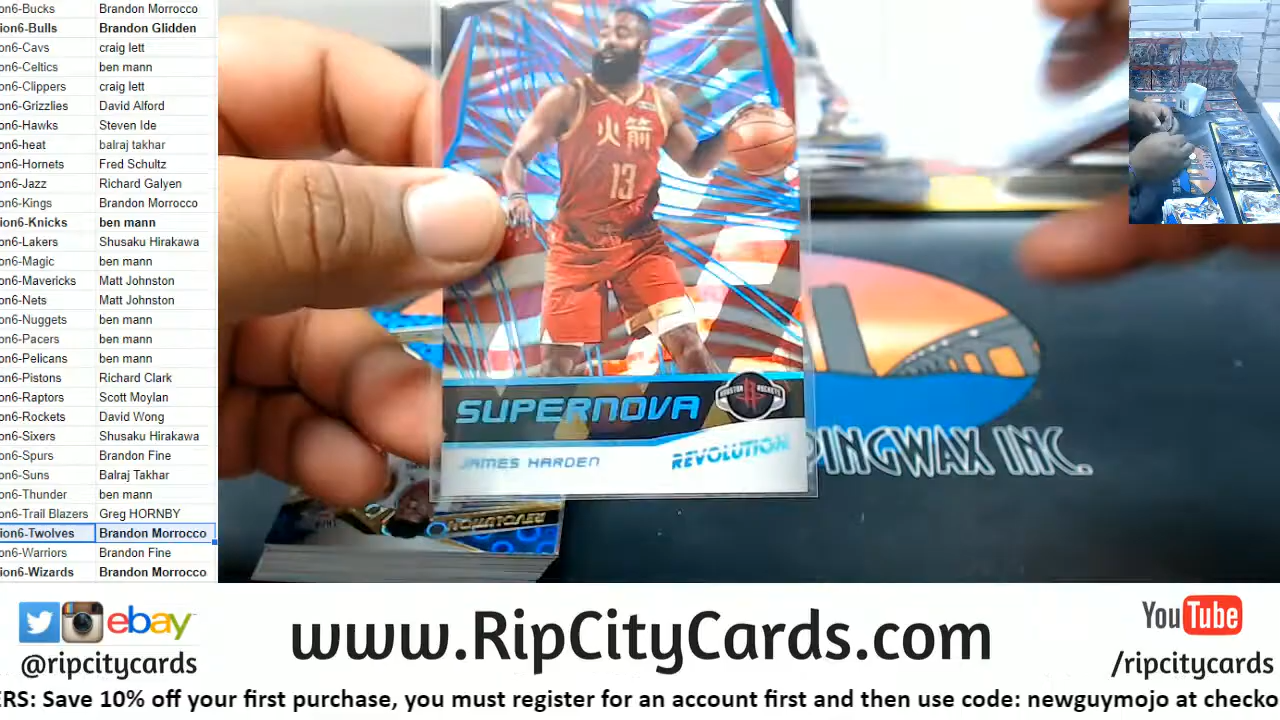 on6-Bucks Brandon Morrocco
ion6-Bulls Brandon Glidden
on6-Cavs craig lett
on6-Celtics ben mann
on6-Clippers craig lett
on6-Grizzlies David Alford
on6-Hawks Steven Ide
on6-heat balraj takhar
on6-Hornets Fred Schultz
on6-Jazz Richard Galyen
on6-Kings Brandon Morrocco
ion6-Knicks ben mann
on6-Lakers Shusaku Hirakawa
on6-Magic ben mann
on6-Mavericks Matt Johnston
on6-Nets Matt Johnston
on6-Nuggets ben mann
on6-Pacers ben mann
on6-Pelicans ben mann
on6-Pistons Richard Clark
on6-Raptors Scott Moylan
on6-Rockets David Wong
on6-Sixers Shusaku Hirakawa
on6-Spurs Brandon Fine
on6-Suns Balraj Takhar
on6-Thunder ben mann
on6-Trail Blazers Greg HORNBY
ion6-Twolves Brandon Morrocco
on6-Warriors Brandon Fine
ion6-Wizards Brandon Morrocco
火箭
13
SUPERNOVA
HOUSTON ROCKETS
JAMES HARDEN REVOLUTION
PINGWAX INC.
REVOLUTION
ebay
@ripcitycards
www.RipCityCards.com
YouTube
/ripcitycards
ERS: Save 10% off your first purchase, you must register for an account first and then use code: newguymojo at checko